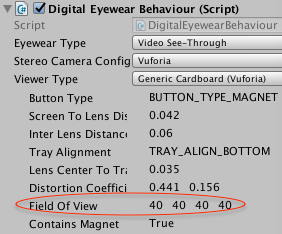 Digital Eyewear Behaviour (Script)
Script DigitalEyewearBehaviour
Eyewear Type Video See-Through
Stereo Camera Config Vuforia
Viewer Type Generic Cardboard (Vuforia)
Button Type BUTTON_TYPE_MAGNET
Screen To Lens Dis 0.042
Inter Lens Distanc 0.06
Tray Alignment TRAY_ALIGN_BOTTOM
Lens Center To Tra 0.035
Distortion Coeffici 0.441 0.156
Field Of View 40 40 40 40
Contains Magnet True